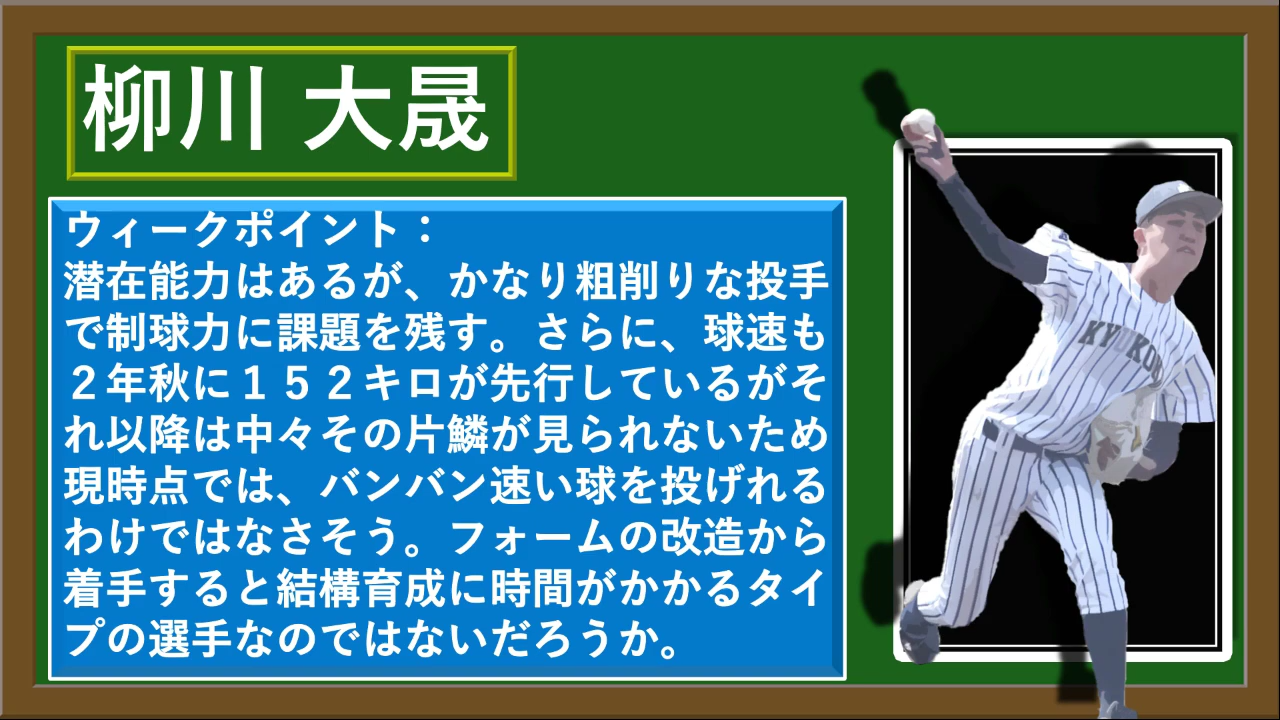 柳川 大晟
ウィークポイント：
潜在能力はあるが、かなり粗削りな投手
で制球力に課題を残す。さらに、球速も
２年秋に１５２キロが先行しているがそ
れ以降は中々その片鱗が見られないため
現時点では、バンバン速い球を投げれる
わけではなさそう。フォームの改造から
着手すると結構育成に時間がかかるタイ
プの選手なのではないだろうか。
KYOKOKU